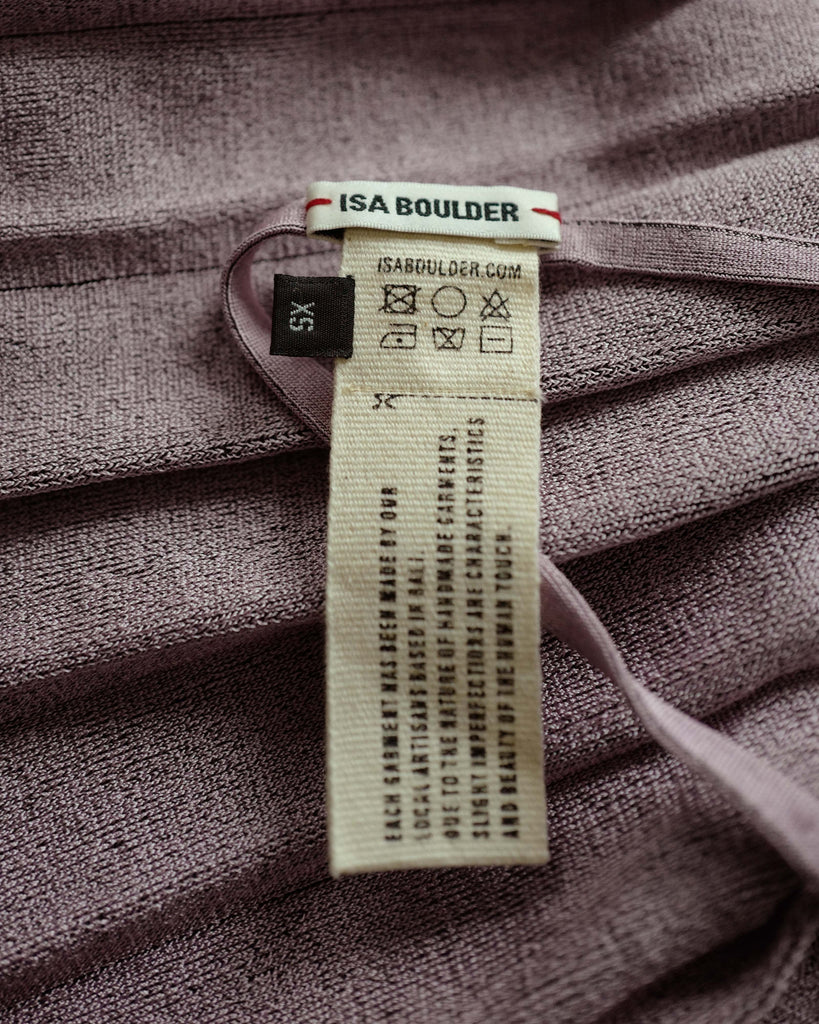 ISA BOULDER
ISABOULDER.COM
XS
EACH GARMENT HAS BEEN MADE BY OUR
LOCAL ARTISANS BASED IN BALI.
DUE TO THE NATURE OF HANDMADE GARMENTS,
SLIGHT IMPERFECTIONS ARE CHARACTERISTICS
AND BEAUTY OF THE HUMAN TOUCH.